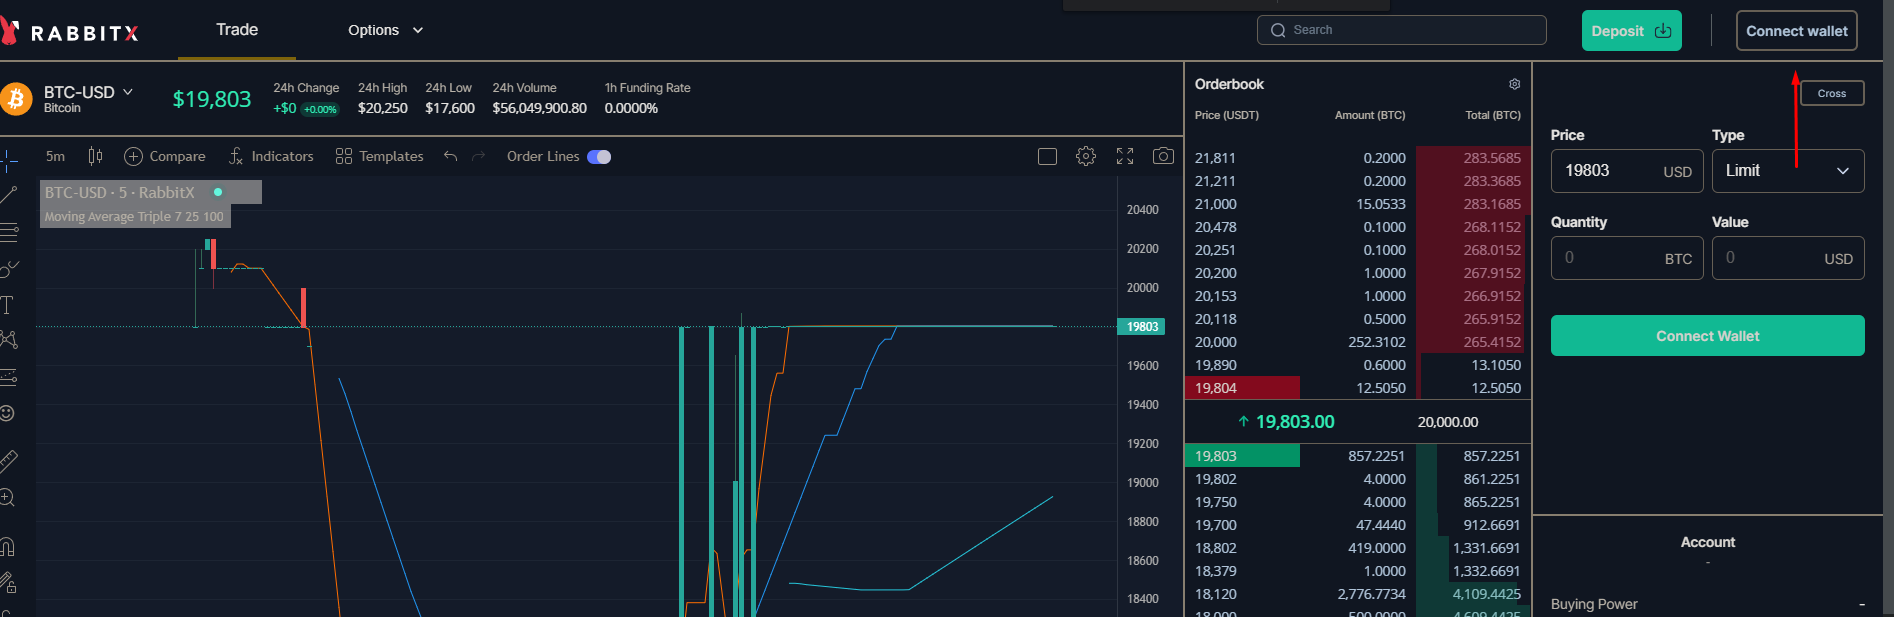 RABBITX
Trade
Options
Search
Deposit
Connect wallet
BTC-USD
Bitcoin
$19,803
24h Change
+$0 +0.00%
24h High
$20,250
24h Low
$17,600
24h Volume
$56,049,900.80
1h Funding Rate
0.0000%
5m
Compare
Indicators
Templates
Order Lines
BTC-USD · 5 · RabbitX
Moving Average Triple 7 25 100
20400
20200
20000
19803
19600
19400
19200
19000
18800
18600
18400
Orderbook
Price (USDT) Amount (BTC) Total (BTC)
21,811 0.2000 283.5685
21,211 0.2000 283.3685
21,000 15.0533 283.1685
20,478 0.1000 268.1152
20,251 0.1000 268.0152
20,200 1.0000 267.9152
20,153 1.0000 266.9152
20,118 0.5000 265.9152
20,000 252.3102 265.4152
19,890 0.6000 13.1050
19,804 12.5050 12.5050
19,803.00 20,000.00
19,803 857.2251 857.2251
19,802 4.0000 861.2251
19,750 4.0000 865.2251
19,700 47.4440 912.6691
18,802 419.0000 1,331.6691
18,379 1.0000 1,332.6691
18,120 2,776.7734 4,109.4425
18,000 500.0000 4,609.4425
Cross
Price Type
19803 USD Limit
Quantity Value
0 BTC 0 USD
Connect Wallet
Account
-
Buying Power -